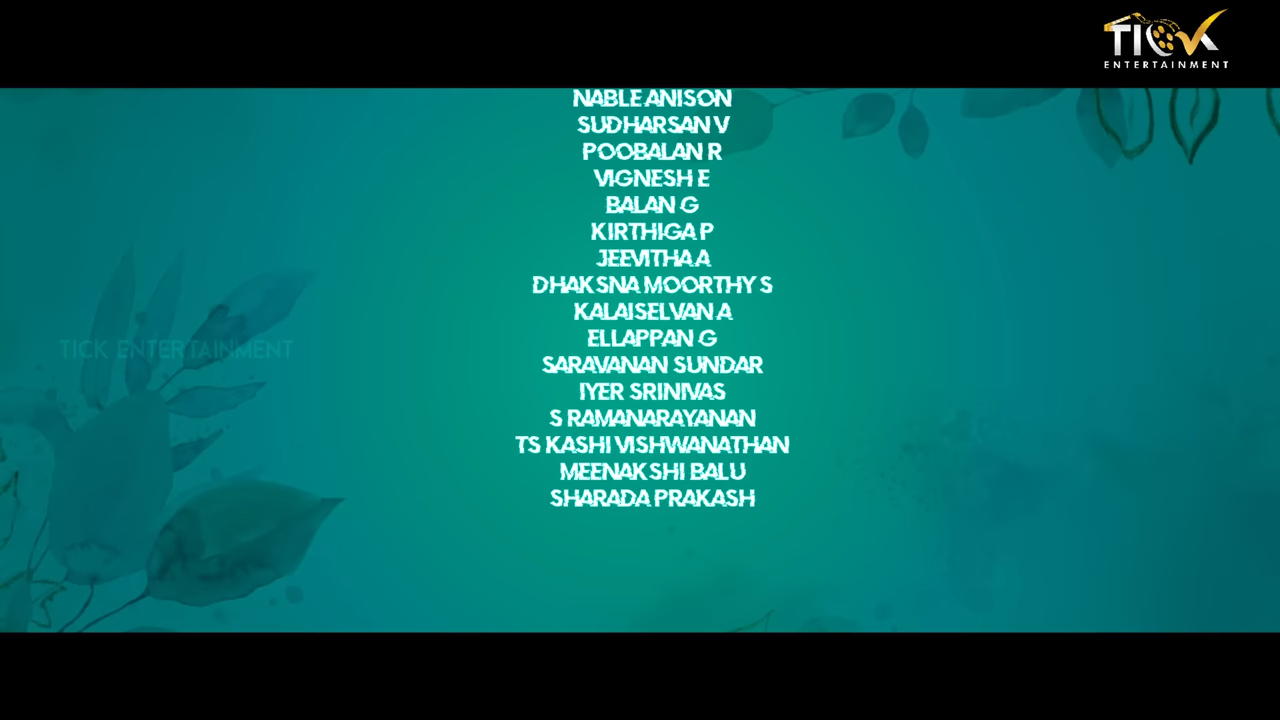 TICK
ENTERTAINMENT
NABLE ANISON
SUDHARSAN V
POOBALAN R
VIGNESH E
BALAN G
KIRTHIGA P
JEEVITHA A
DHAKSNA MOORTHY S
KALAISELVAN A
ELLAPPAN G
TICK ENTERTAINMENT
SARAVANAN SUNDAR
IYER SRINIVAS
S RAMANARAYANAN
TS KASHI VISHWANATHAN
MEENAKSHI BALU
SHARADA PRAKASH